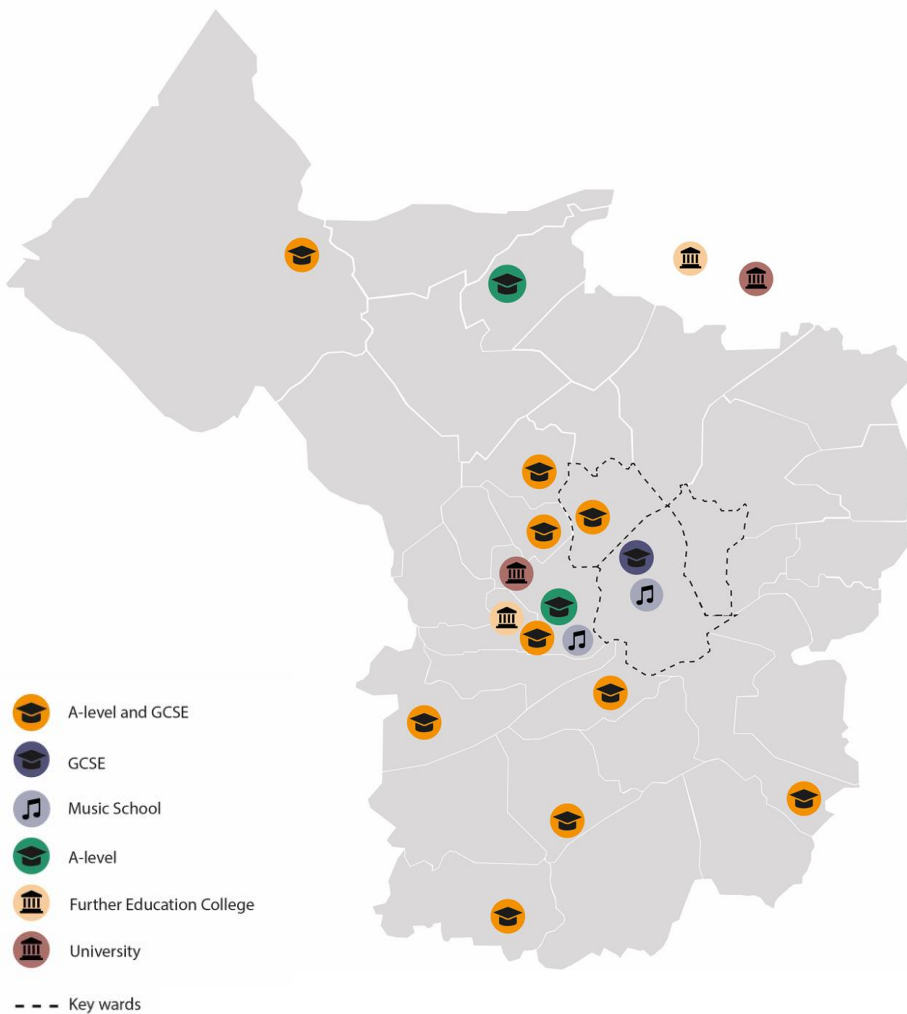 A-level and GCSE
GCSE
Music School
A-level
Further Education College
University
Key wards